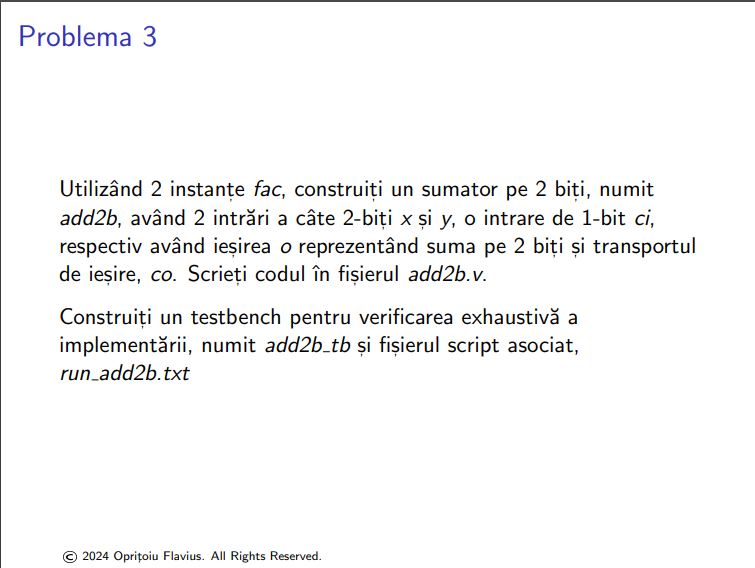 Problema 3
Utilizând 2 instanțe fac, construiți un sumator pe 2 biți, numit
add2b, având 2 intrări a câte 2-biți x și y, o intrare de 1-bit ci,
respectiv având ieșirea o reprezentând suma pe 2 biți și transportul
de ieșire, co. Scrieți codul în fișierul add2b.v.
Construiți un testbench pentru verificarea exhaustivă a
implementării, numit add2b_tb și fișierul script asociat,
run_add2b.txt
© 2024 Oprițoiu Flavius. All Rights Reserved.